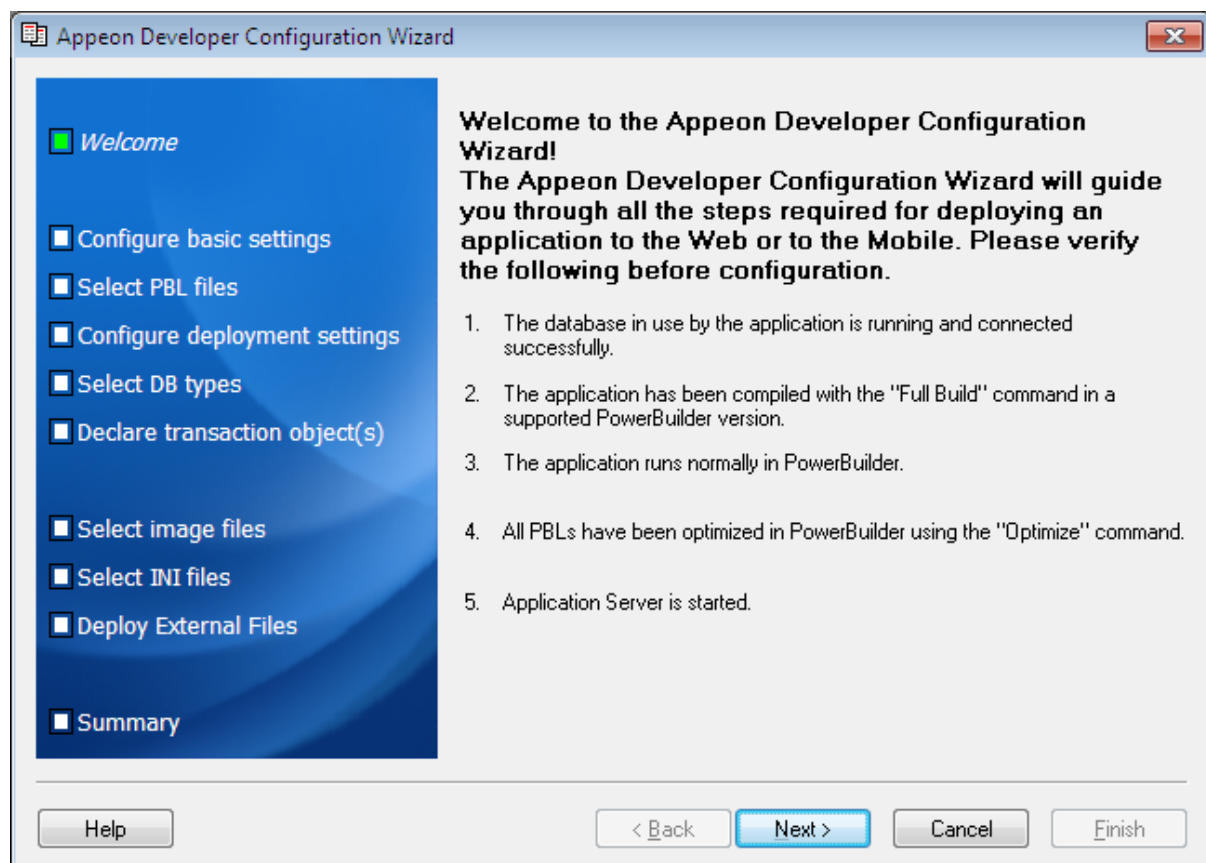 Appeon Developer Configuration Wizard
Welcome
Configure basic settings
Select PBL files
Configure deployment settings
Select DB types
Declare transaction object(s)
Select image files
Select INI files
Deploy External Files
Summary
Welcome to the Appeon Developer Configuration
Wizard!
The Appeon Developer Configuration Wizard will guide
you through all the steps required for deploying an
application to the Web or to the Mobile. Please verify
the following before configuration.
1. The database in use by the application is running and connected
successfully.
2. The application has been compiled with the "Full Build" command in a
supported PowerBuilder version.
3. The application runs normally in PowerBuilder.
4. All PBLs have been optimized in PowerBuilder using the "Optimize" command.
5. Application Server is started.
Help
< Back
Next >
Cancel
Finish